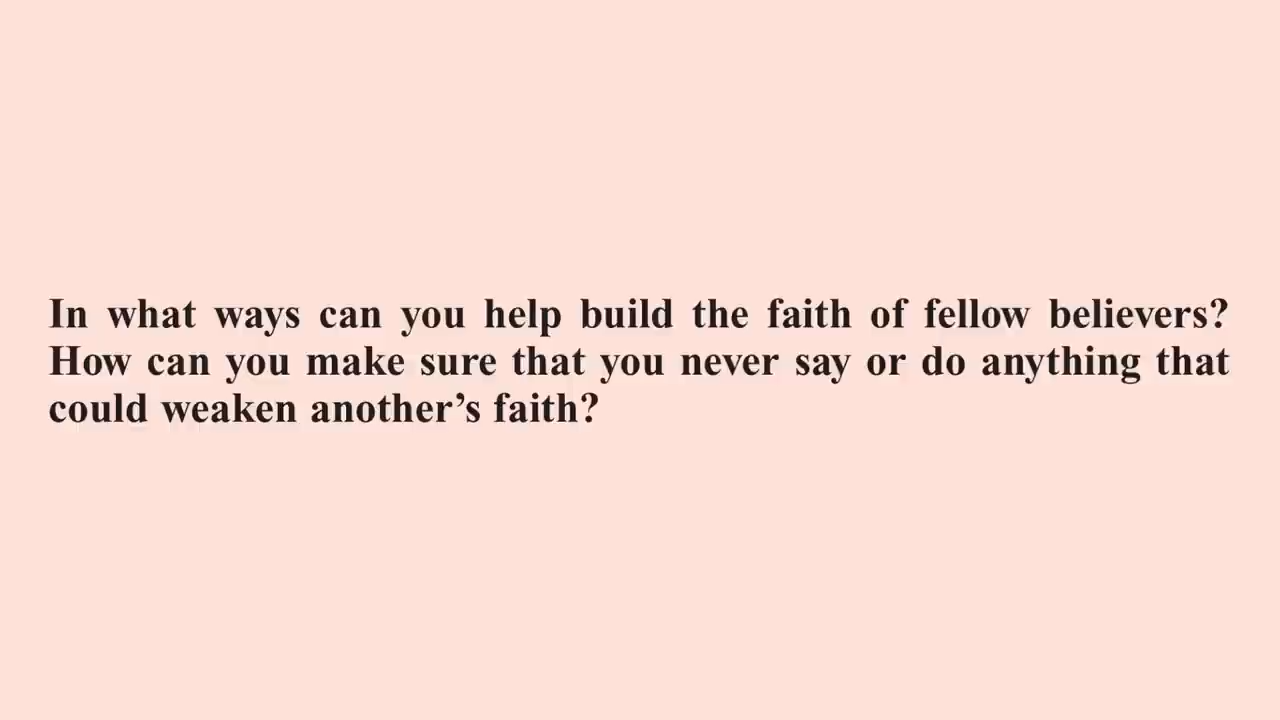 In what ways can you help build the faith of fellow believers?
How can you make sure that you never say or do anything that
could weaken another’s faith?